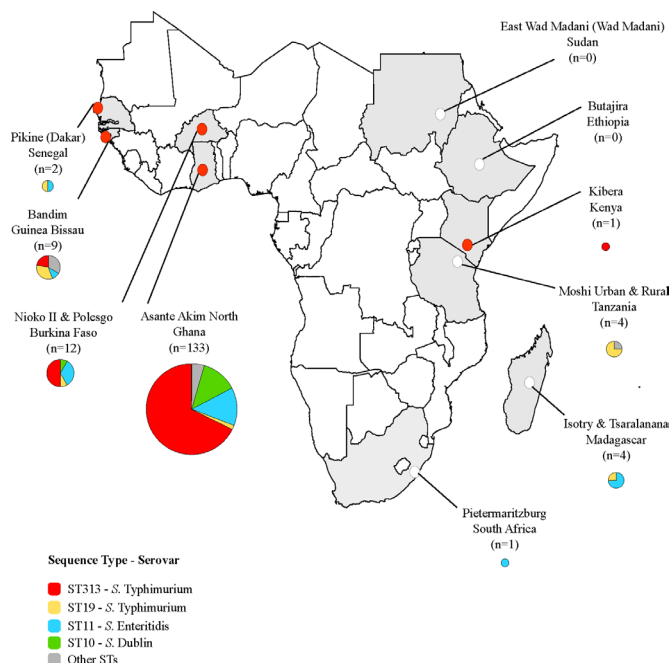 East Wad Madani (Wad Madani)
Sudan
(n=0)
Butajira
Ethiopia
(n=0)
Pikine (Dakar)
Senegal
(n=2)
Kibera
Kenya
(n=1)
Bandim
Guinea Bissau
(n=9)
Moshi Urban & Rural
Tanzania
(n=4)
Nioko II & Polesgo
Burkina Faso
(n=12)
Asante Akim North
Ghana
(n=133)
Isotry & Tsaralanana
Madagascar
(n=4)
Pietermaritzburg
South Africa
(n=1)
Sequence Type - Serovar
ST313 - S. Typhimurium
ST19 - S. Typhimurium
ST11 - S. Enteritidis
ST10 - S. Dublin
Other STs